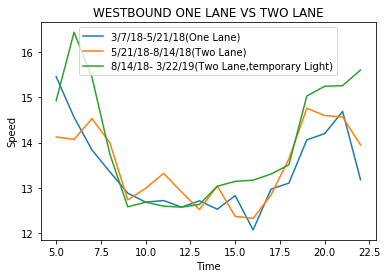 WESTBOUND ONE LANE VS TWO LANE
3/7/18-5/21/18(One Lane)
5/21/18-8/14/18(Two Lane)
8/14/18- 3/22/19(Two Lane,temporary Light)
Speed
16
15
14
13
12
5.0 7.5 10.0 12.5 15.0 17.5 20.0 22.5
Time